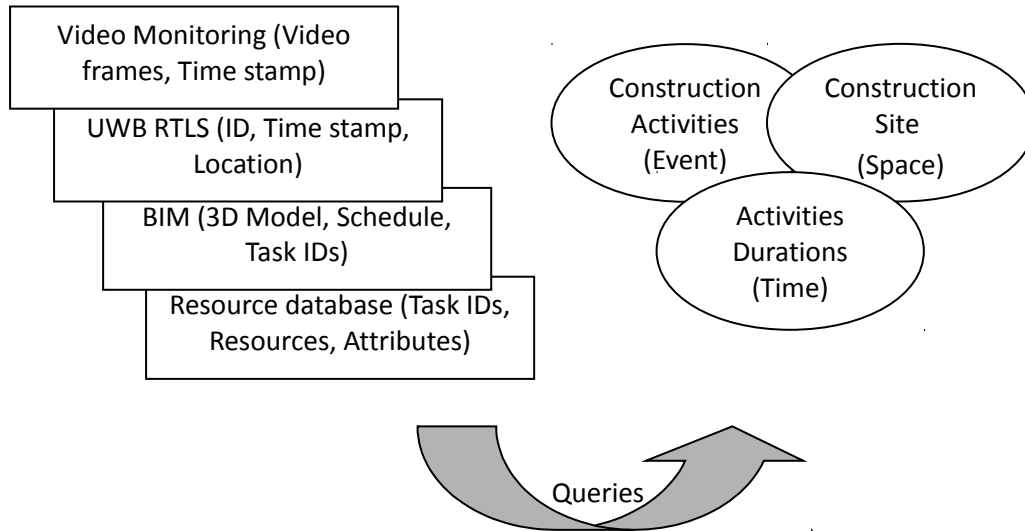 Video Monitoring (Video
frames, Time stamp)
UWB RTLS (ID, Time stamp,
Location)
BIM (3D Model, Schedule,
Task IDs)
Resource database (Task IDs,
Resources, Attributes)
Construction
Activities
(Event)
Construction
Site
(Space)
Activities
Durations
(Time)
Queries